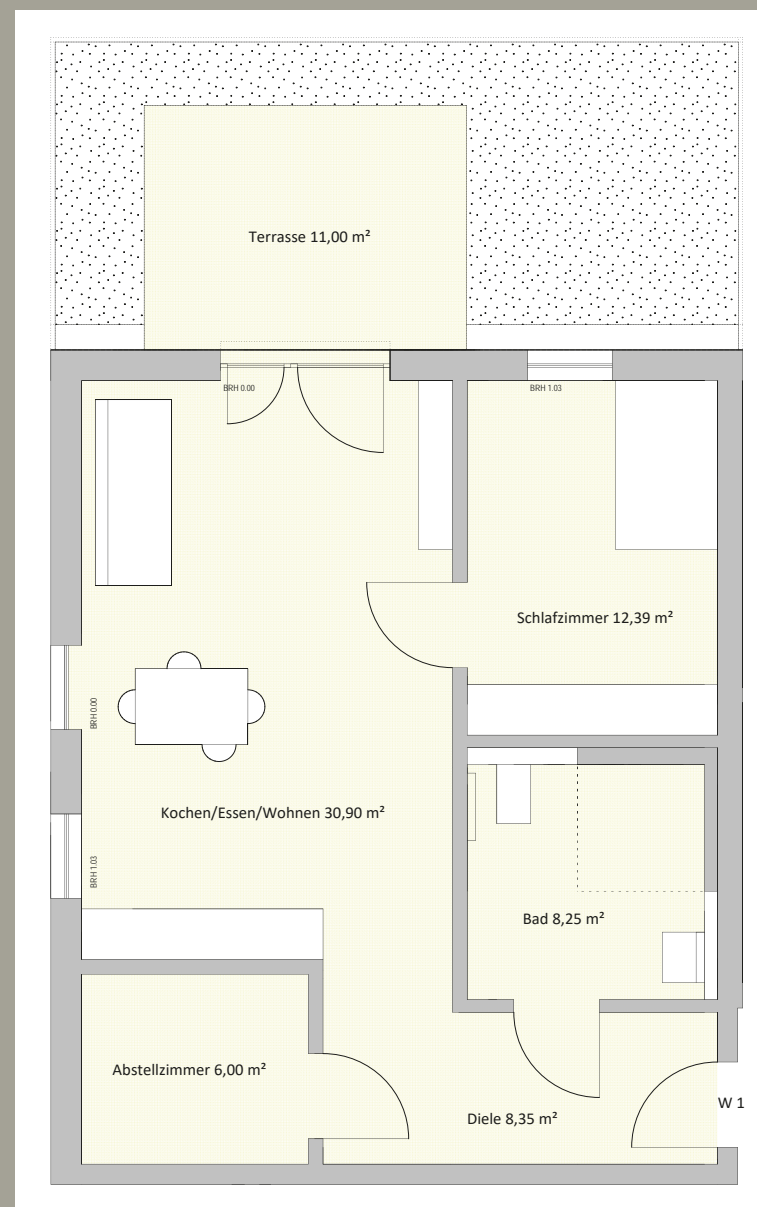 Terrasse 11,00 m²
BRH 0.00
BRH 1.03
Schlafzimmer 12,39 m²
BRH 0.00
Kochen/Essen/Wohnen 30,90 m²
BRH 1.03
Bad 8,25 m²
Abstellzimmer 6,00 m²
W 1
Diele 8,35 m²